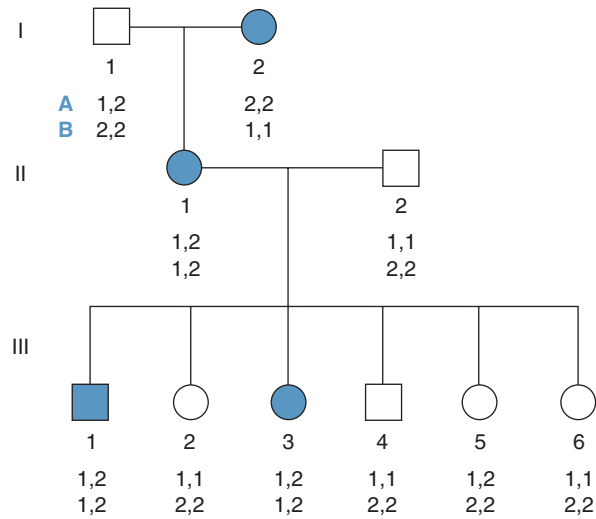 I
1 2
A 1,2 2,2
B 2,2 1,1
II
1 2
1,2 1,1
1,2 2,2
III
1 2 3 4 5 6
1,2 1,1 1,2 1,1 1,2 1,1
1,2 2,2 1,2 2,2 2,2 2,2